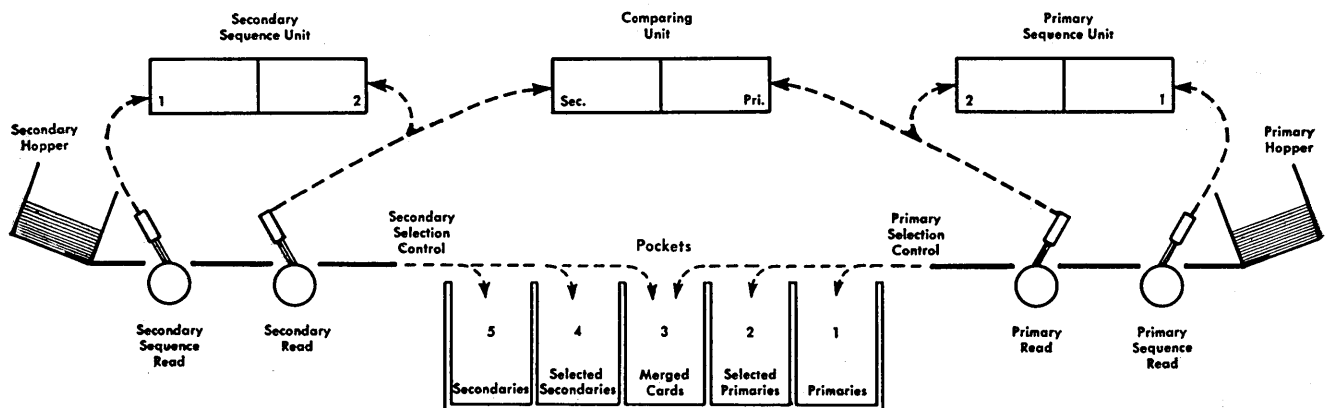 Secondary
Sequence Unit
Comparing
Unit
Primary
Sequence Unit
1
2
Sec.
Pri.
2
1
Secondary
Hopper
Primary
Hopper
Secondary
Selection
Control
Pockets
Primary
Selection
Control
Secondary
Sequence
Read
Secondary
Read
5
Secondaries
4
Selected
Secondaries
3
Merged
Cards
2
Selected
Primaries
1
Primaries
Primary
Read
Primary
Sequence
Read